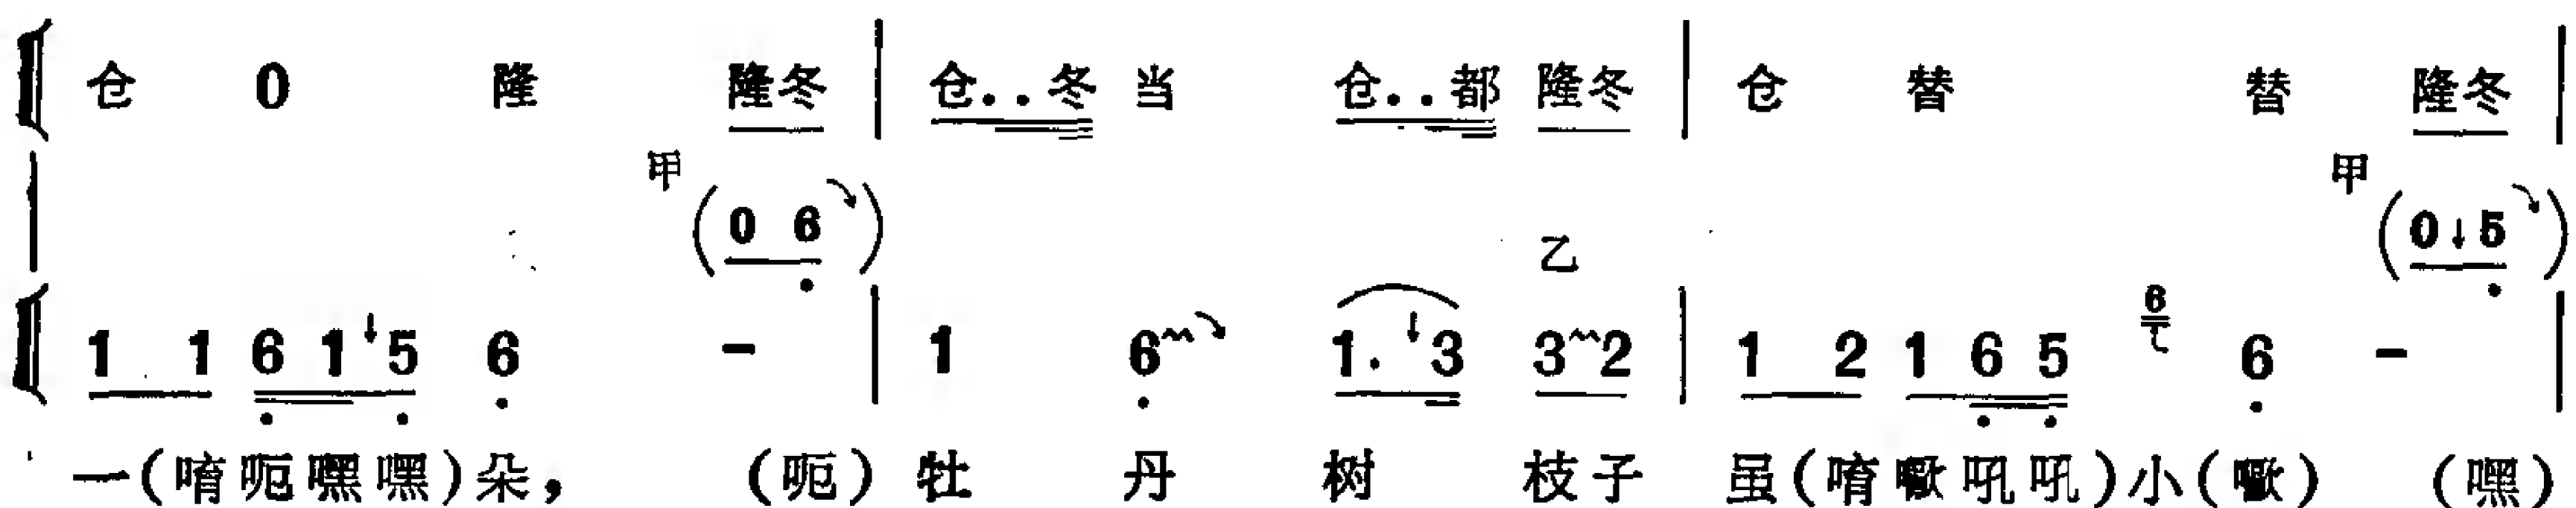 仓 0 隆 隆冬 | 仓..冬 当 仓..都 隆冬 | 仓 替 替 隆冬 |
甲 甲
(0 6) (0↓5)
乙
6
1 1 6 1↓5 6 - | 1 6 1. ↓3 3 2 | 1 2 1 6 5 6 - |
一(唷呃嘿嘿)朵, (呃)牡 丹 树 枝子 虽(唷噷吼吼)小(噷) (嘿)